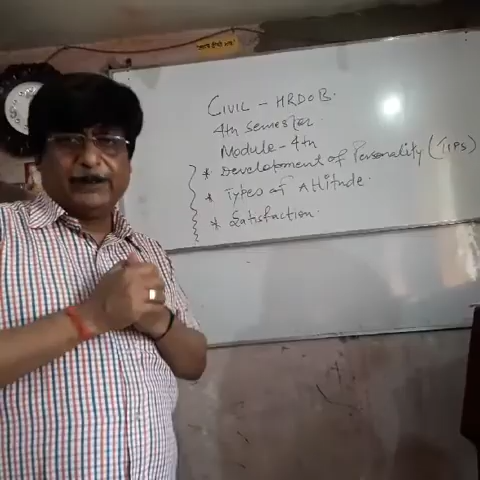 CIVIL - HRDOB.
4th Semester.
Module - 4th
* Development of Personality (TIPS)
* Types of Attitude.
* Satisfaction.